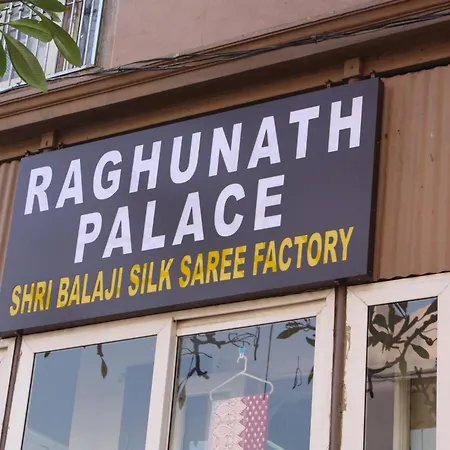 RAGHUNATH
PALACE
SHRI BALAJI SILK SAREE FACTORY